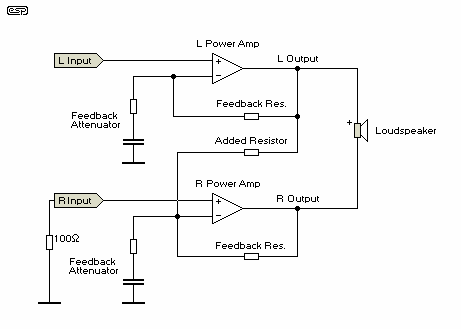 esp
L Power Amp
L Input
L Output
+
−
Feedback Res.
Feedback
Attenuator
+
Loudspeaker
Added Resistor
R Power Amp
R Input
R Output
+
−
100Ω
Feedback Res.
Feedback
Attenuator